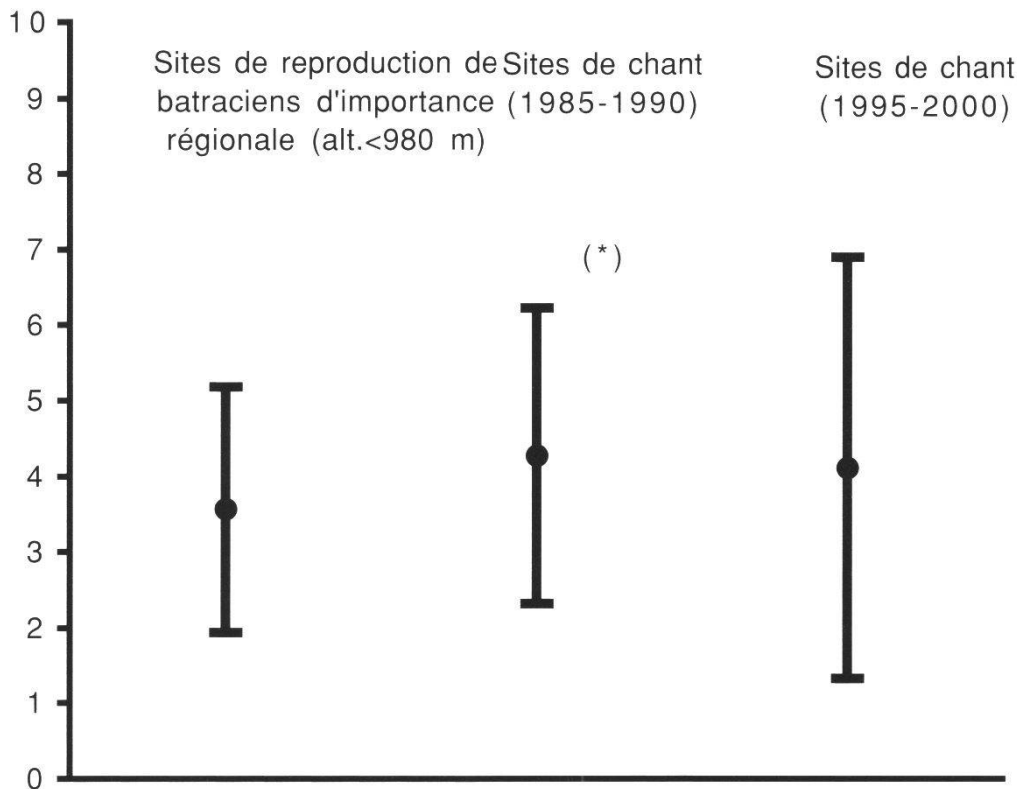 10
9
8
7
6
5
4
3
2
1
0
Sites de reproduction de
batraciens d'importance
régionale (alt.<980 m)
Sites de chant
(1985-1990)
Sites de chant
(1995-2000)
(*)